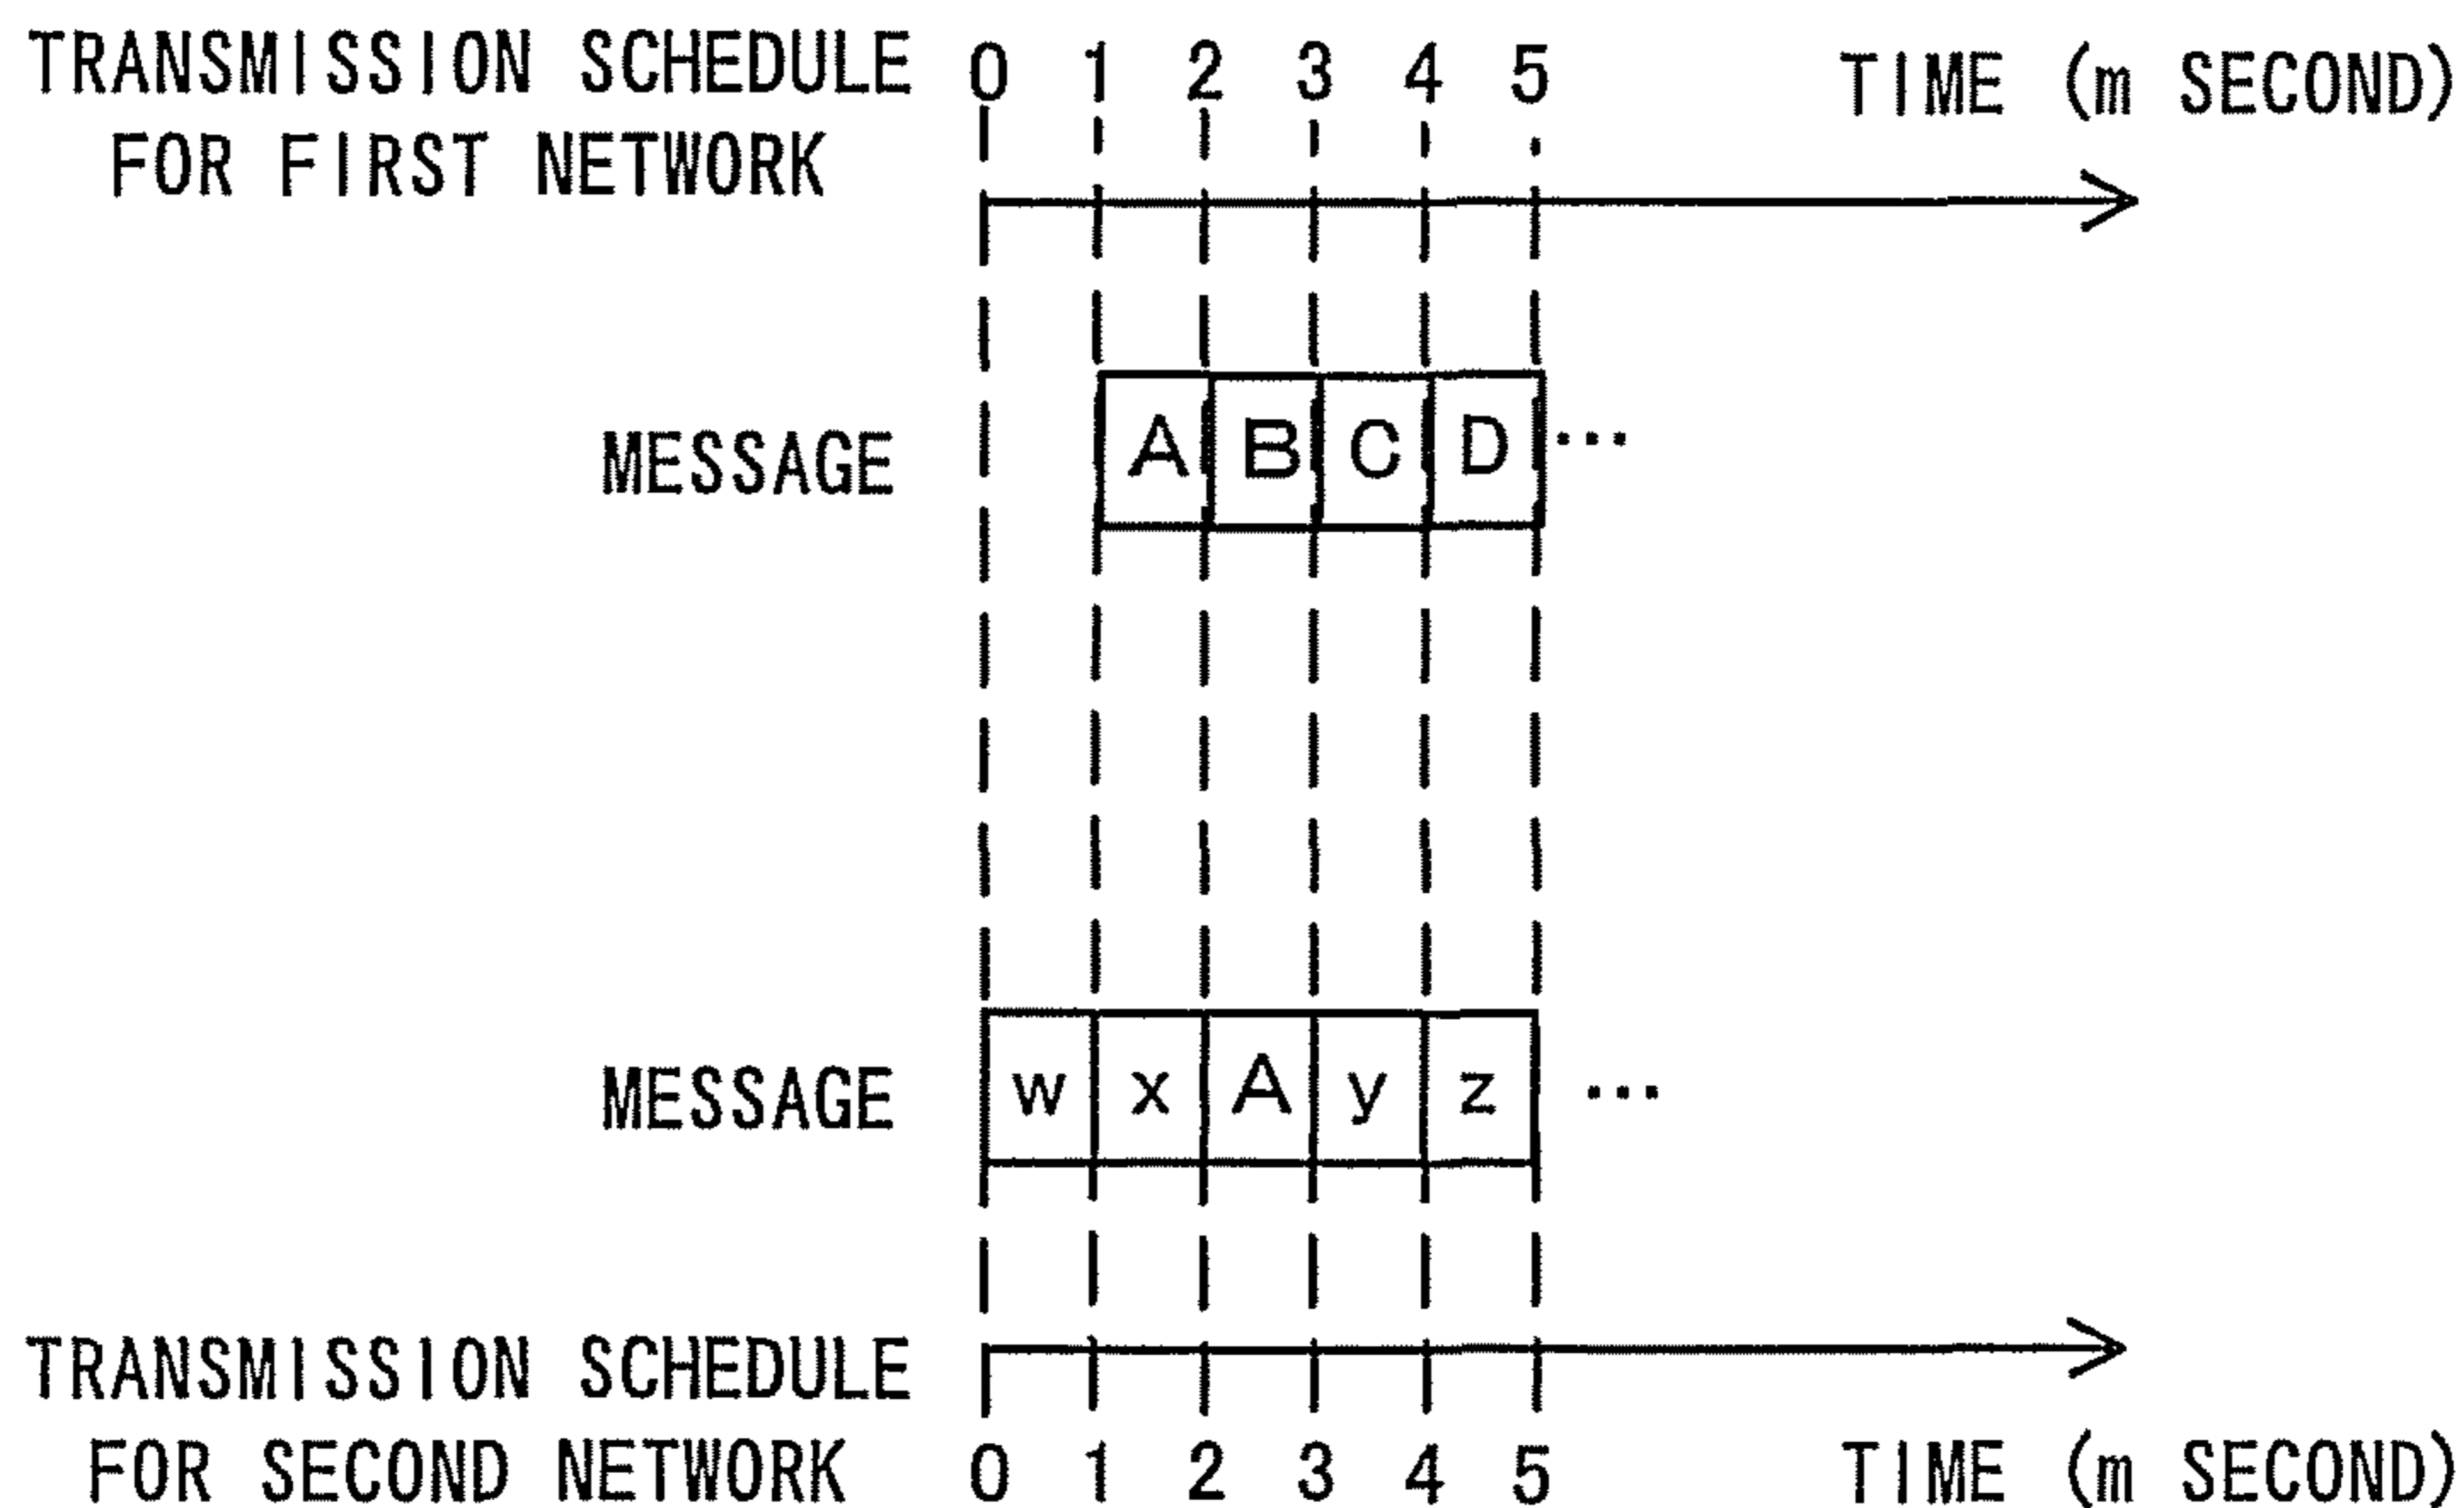 TRANSMISSION SCHEDULE 0 1 2 3 4 5 TIME (m SECOND)
FOR FIRST NETWORK
MESSAGE A B C D ...
MESSAGE w x A y z ...
TRANSMISSION SCHEDULE
FOR SECOND NETWORK 0 1 2 3 4 5 TIME (m SECOND)